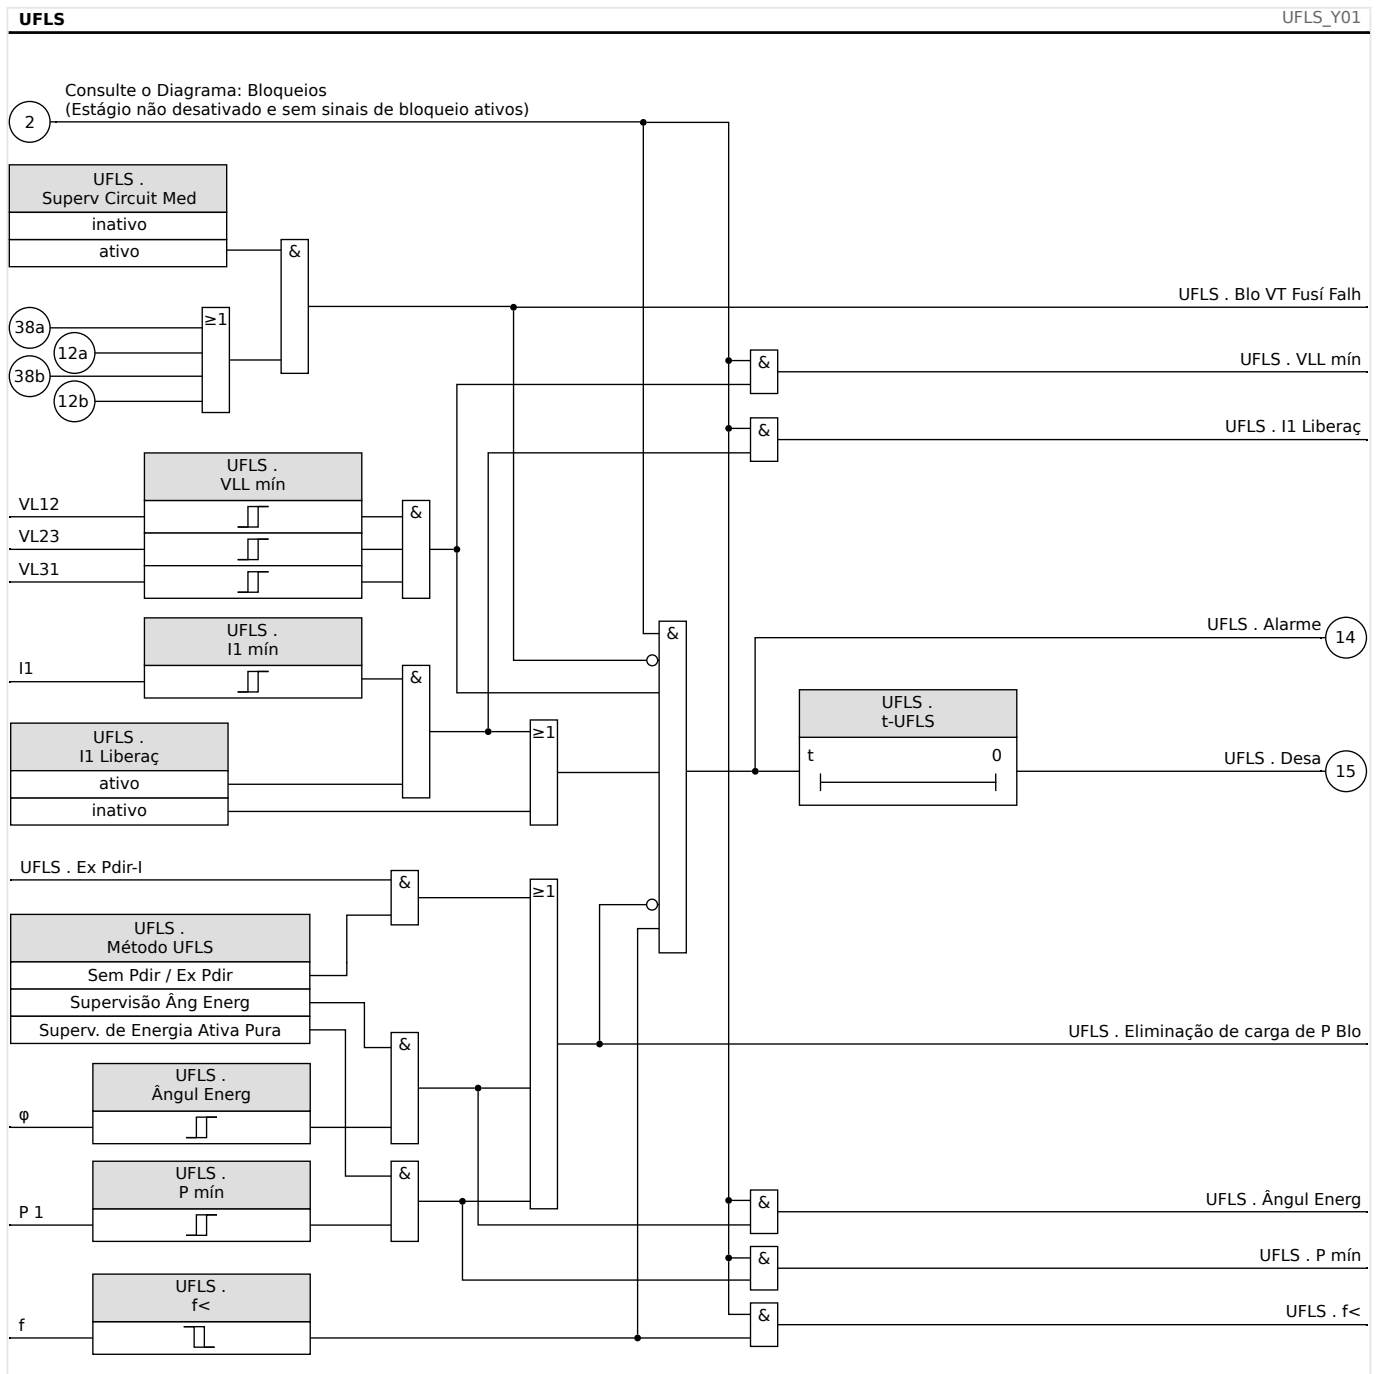 UFLS
UFLS_Y01
Consulte o Diagrama: Bloqueios
(Estágio não desativado e sem sinais de bloqueio ativos)
2
UFLS .
Superv Circuit Med
inativo
ativo
&
UFLS . Blo VT Fusí Falh
38a
12a
38b
12b
≥1
&
UFLS . VLL mín
&
UFLS . I1 Liberaç
UFLS .
VLL mín
VL12
VL23
VL31
&
UFLS .
I1 mín
I1
&
&
UFLS . Alarme
14
UFLS .
I1 Liberaç
ativo
inativo
≥1
UFLS .
t-UFLS
t
0
UFLS . Desa
15
UFLS . Ex Pdir-I
&
≥1
UFLS .
Método UFLS
Sem Pdir / Ex Pdir
Supervisão Âng Energ
Superv. de Energia Ativa Pura
&
UFLS . Eliminação de carga de P Blo
UFLS .
Ângul Energ
φ
UFLS .
P mín
P 1
&
&
UFLS . Ângul Energ
&
UFLS . P mín
UFLS .
f<
f
&
UFLS . f<